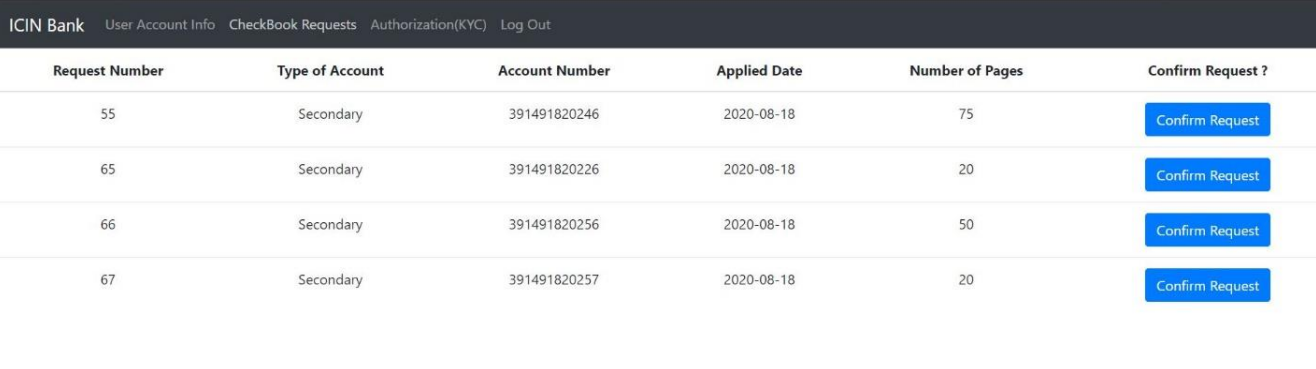 ICIN Bank User Account Info CheckBook Requests Authorization(KYC) Log Out
Request Number Type of Account Account Number Applied Date Number of Pages Confirm Request ?
55 Secondary 391491820246 2020-08-18 75 Confirm Request
65 Secondary 391491820226 2020-08-18 20 Confirm Request
66 Secondary 391491820256 2020-08-18 50 Confirm Request
67 Secondary 391491820257 2020-08-18 20 Confirm Request